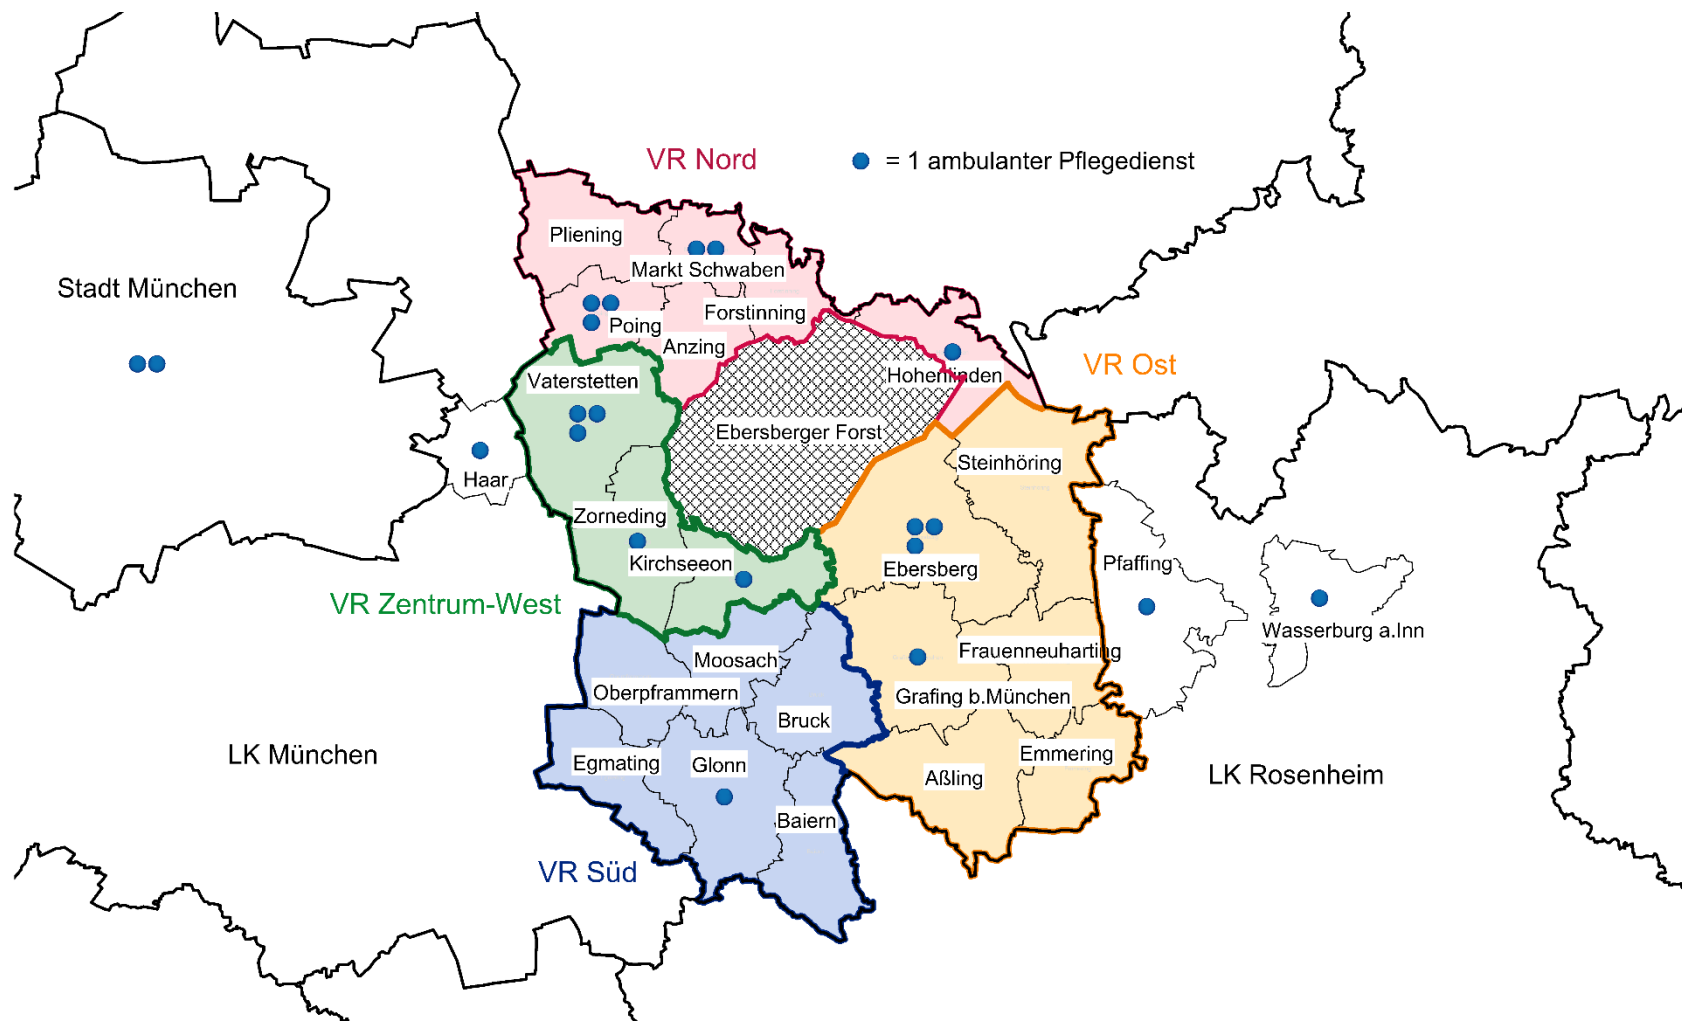 VR Nord
= 1 ambulanter Pflegedienst
Pliening
Markt Schwaben
Stadt München
Forstinning
Poing
Anzing
VR Ost
Hohenlinden
Vaterstetten
Ebersberger Forst
Steinhöring
Haar
Zorneding
Kirchseeon
Ebersberg
Pfaffing
VR Zentrum-West
Wasserburg a.Inn
Frauenneuharting
Moosach
Oberpframmern
Grafing b.München
Bruck
LK München
Egmating
Glonn
Emmering
Aßling
LK Rosenheim
Baiern
VR Süd